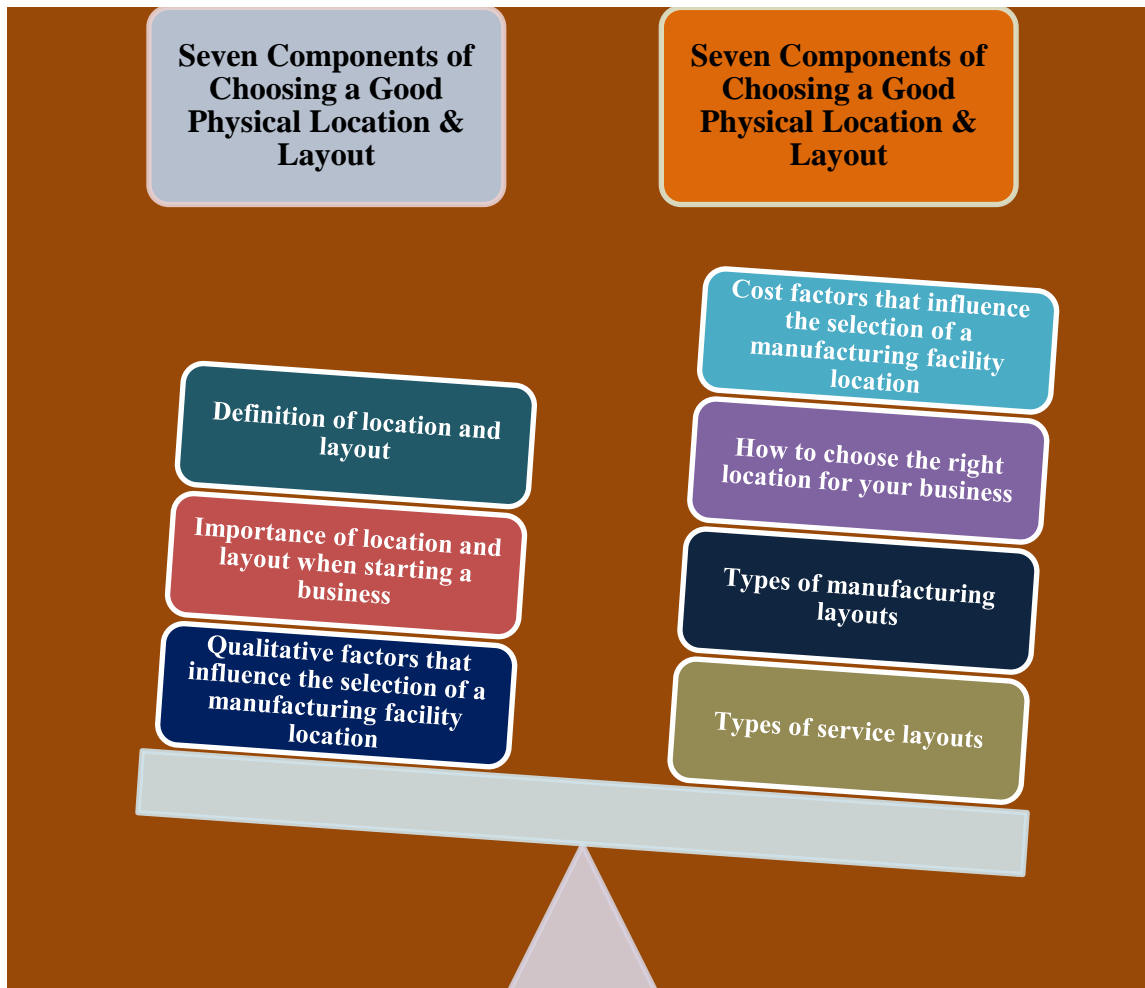 Seven Components of
Choosing a Good
Physical Location &
Layout
Seven Components of
Choosing a Good
Physical Location &
Layout
Definition of location and
layout
Importance of location and
layout when starting a
business
Qualitative factors that
influence the selection of a
manufacturing facility
location
Cost factors that influence
the selection of a
manufacturing facility
location
How to choose the right
location for your business
Types of manufacturing
layouts
Types of service layouts